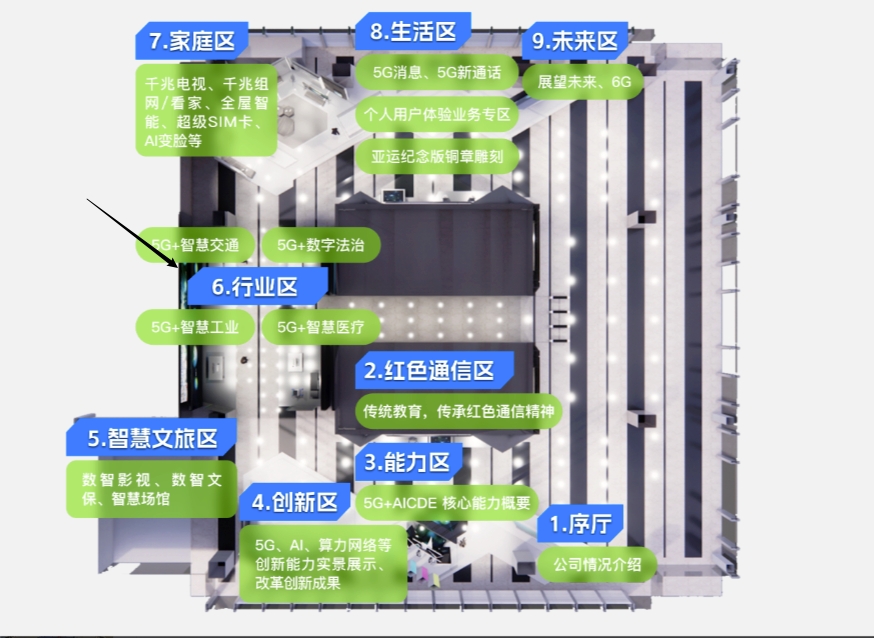 7.家庭区
千兆电视、千兆组
网/看家、全屋智
能、超级SIM卡、
AI变脸等
8.生活区
5G消息、5G新通话
个人用户体验业务专区
亚运纪念版铜章雕刻
9.未来区
展望未来、6G
5G+智慧交通
5G+数字法治
6.行业区
5G+智慧工业
5G+智慧医疗
2.红色通信区
传统教育，传承红色通信精神
5.智慧文旅区
数智影视、数智文
保、智慧场馆
3.能力区
5G+AICDE 核心能力概要
4.创新区
5G、AI、算力网络等
创新能力实景展示、
改革创新成果
1.序厅
公司情况介绍